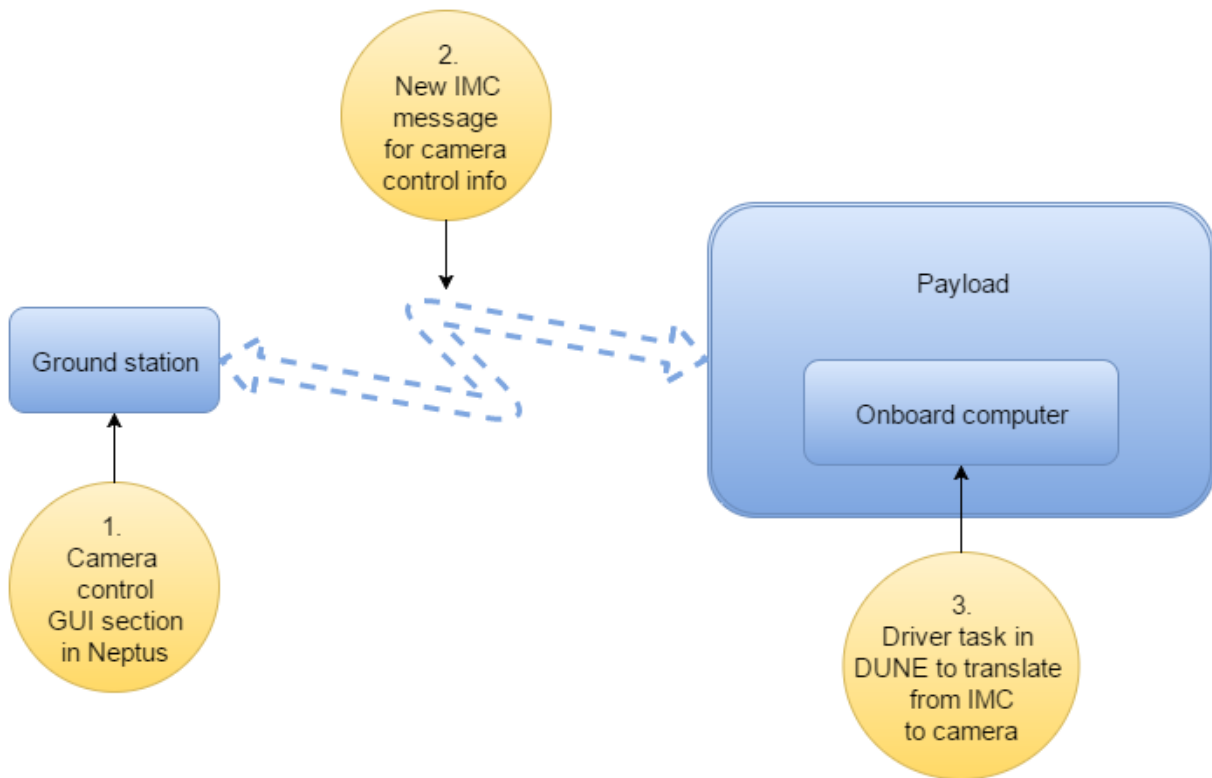 2.
New IMC
message
for camera
control info
Payload
Ground station
Onboard computer
1.
Camera
control
GUI section
in Neptus
3.
Driver task in
DUNE to translate
from IMC
to camera